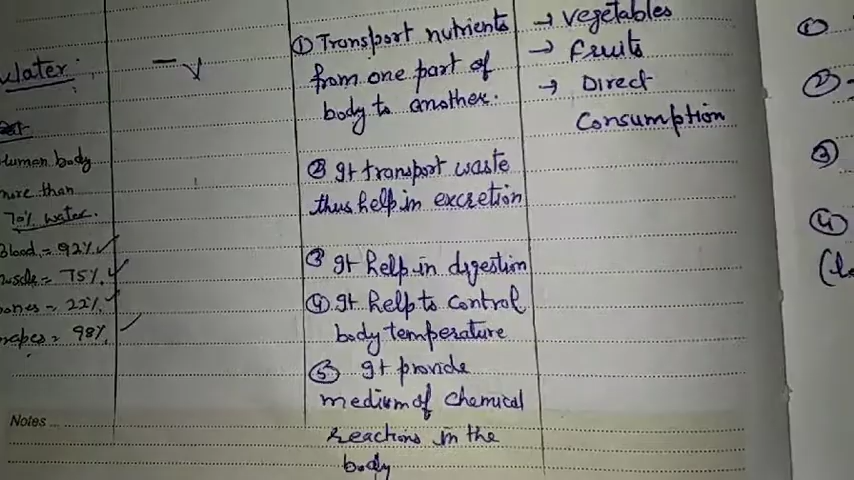 Water:
Human body
more than
70% water.
Blood = 92% ✓
muscle = 75% ✓
bones = 22% ✓
98% ✓
Notes
① Transport nutrients
from one part of
body to another.
② It transport waste
thus help in excretion
③ It help in digestion
④ It help to control
body temperature
⑤ It provide
medium of chemical
reactions in the
body
→ vegetables
→ fruits
→ Direct
Consumption
①
②
③
④